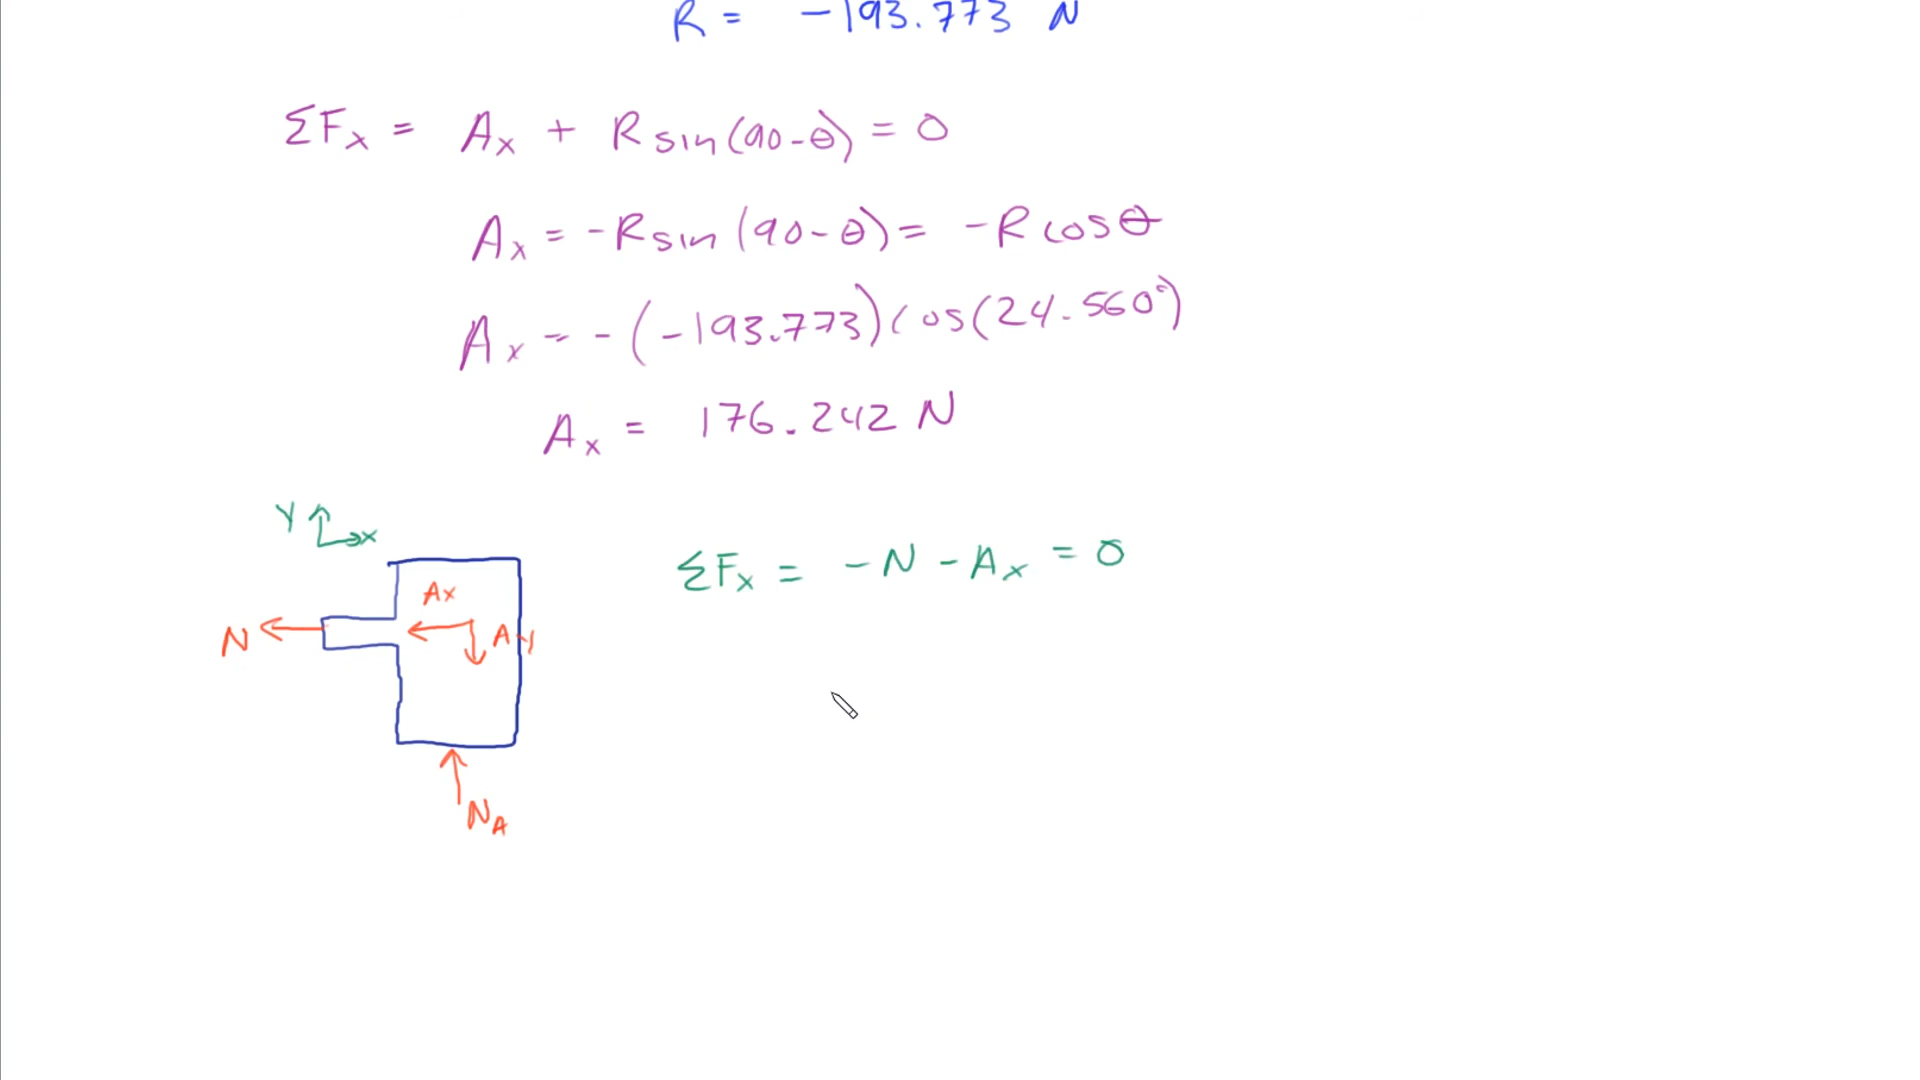 R = -193.773 N
ΣFx = Ax + R sin(90-θ) = 0
Ax = -R sin(90-θ) = -R cos θ
Ax = -(-193.773) cos(24.560°)
Ax = 176.242 N
Y
x
ΣFx = -N - Ax = 0
Ax
N
Ay
NA